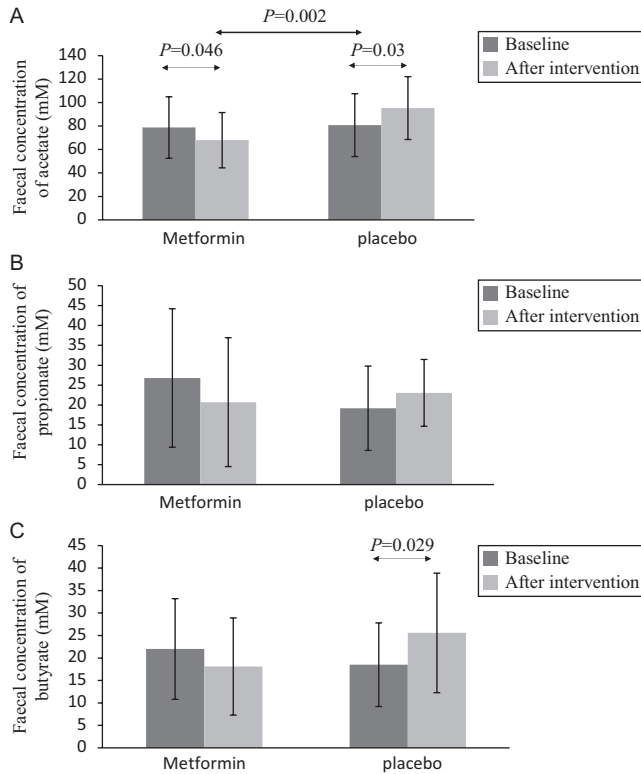 A
P=0.002
P=0.046
P=0.03
Baseline
After intervention
Faecal concentration
of acetate (mM)
140
120
100
80
60
40
20
0
Metformin
placebo
B
Baseline
After intervention
Faecal concentration of
propionate (mM)
50
45
40
35
30
25
20
15
10
5
0
Metformin
placebo
C
P=0.029
Baseline
After intervention
Faecal concentration of
butyrate (mM)
45
40
35
30
25
20
15
10
5
0
Metformin
placebo